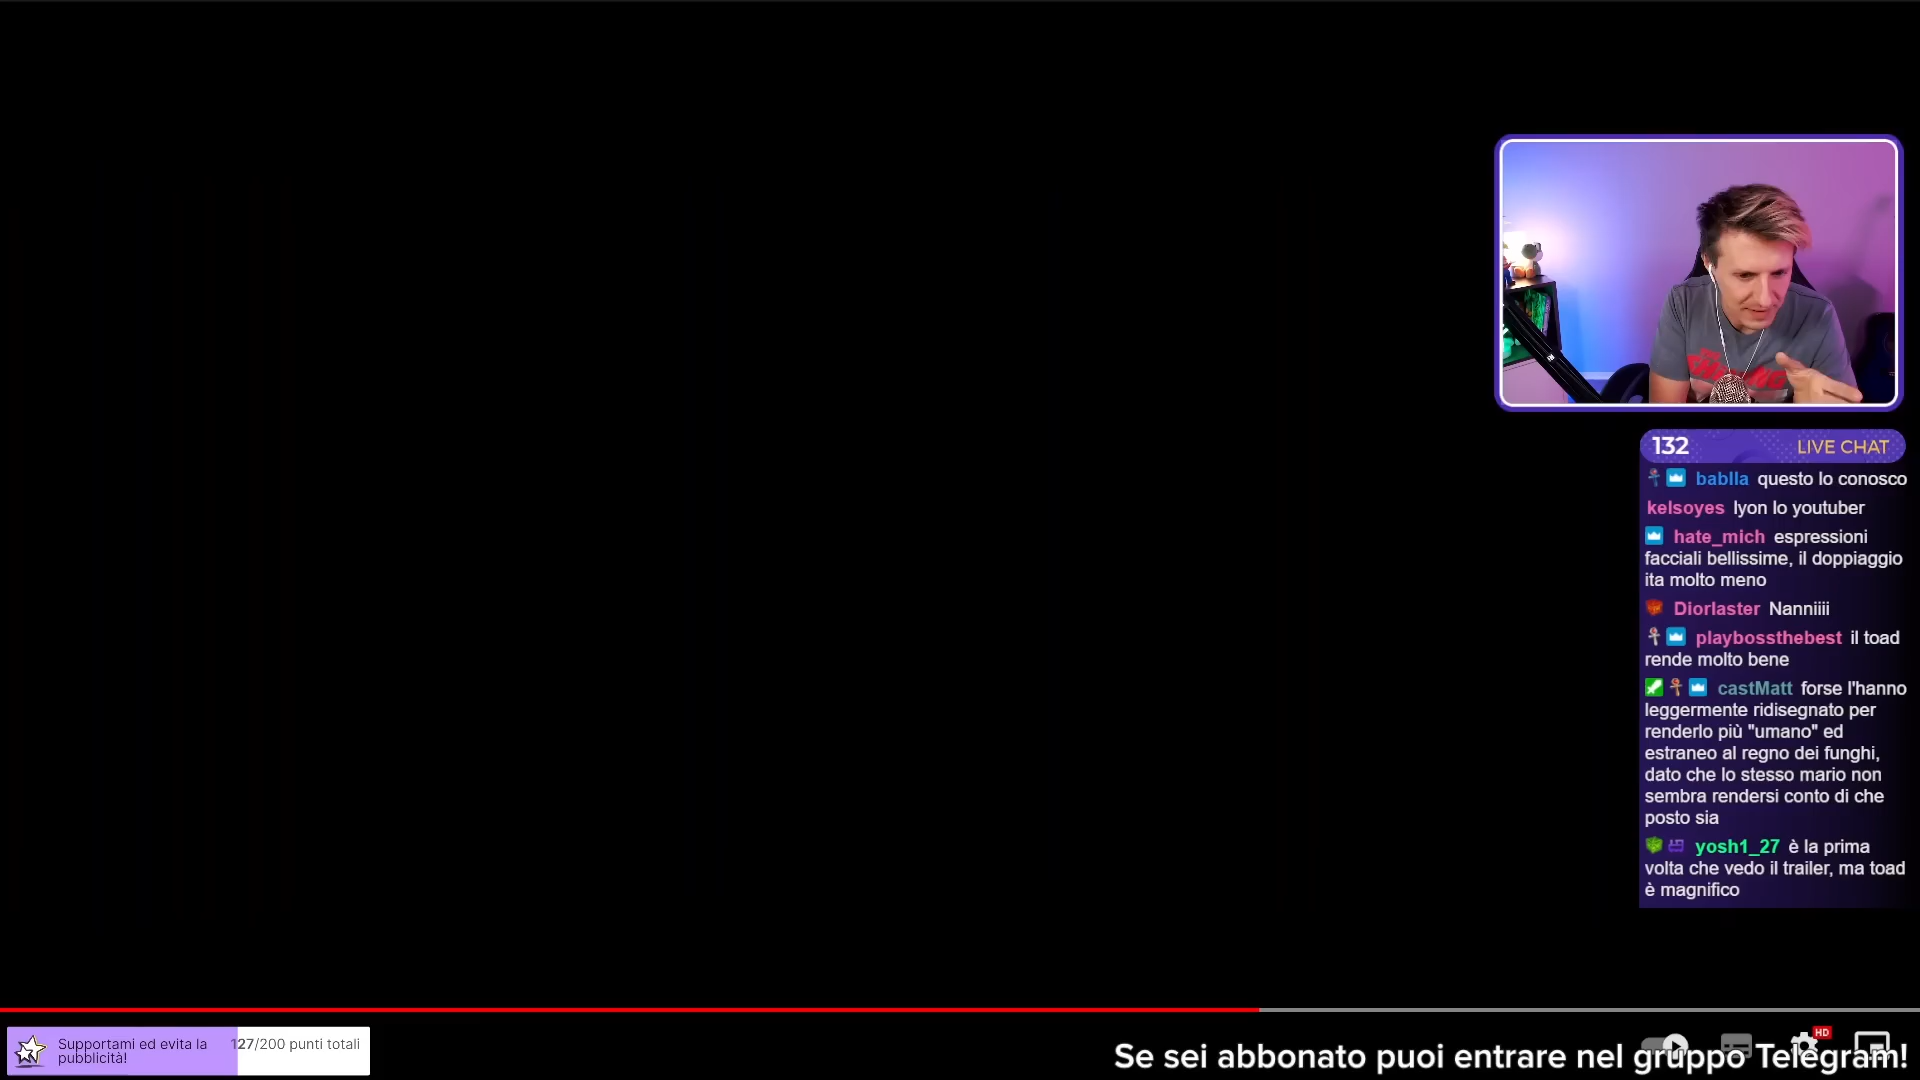 132 LIVE CHAT
bablla questo lo conosco
kelsoyes lyon lo youtuber
hate_mich espressioni
facciali bellissime, il doppiaggio
ita molto meno
Diorlaster Nanniiii
playbossthebest il toad
rende molto bene
castMatt forse l'hanno
leggermente ridisegnato per
renderlo più "umano" ed
estraneo al regno dei funghi,
dato che lo stesso mario non
sembra rendersi conto di che
posto sia
yosh1_27 è la prima
volta che vedo il trailer, ma toad
è magnifico
Supportami ed evita la
pubblicità!
127/200 punti totali
HD
Se sei abbonato puoi entrare nel gruppo Telegram!